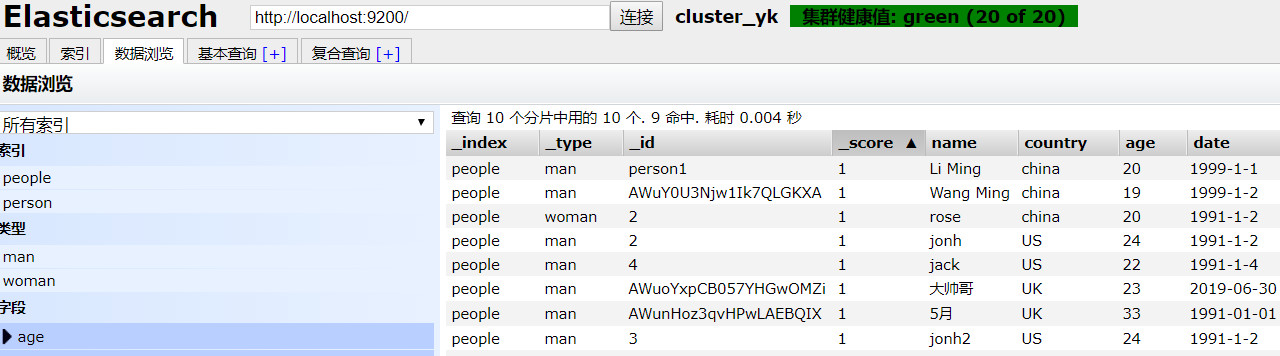 Elasticsearch http://localhost:9200/ 连接 cluster_yk 集群健康值: green (20 of 20)
概览 索引 数据浏览 基本查询 [+] 复合查询 [+]
数据浏览
所有索引
索引
people
person
类型
man
woman
字段
age
查询 10 个分片中用的 10 个. 9 命中. 耗时 0.004 秒
_index _type _id _score ▲ name country age date
people man person1 1 Li Ming china 20 1999-1-1
people man AWuY0U3Njw1Ik7QLGKXA 1 Wang Ming china 19 1999-1-2
people woman 2 1 rose china 20 1991-1-2
people man 2 1 jonh US 24 1991-1-2
people man 4 1 jack US 22 1991-1-4
people man AWuoYxpCB057YHGwOMZi 1 大帅哥 UK 23 2019-06-30
people man AWunHoz3qvHPwLAEBQIX 1 5月 UK 33 1991-01-01
people man 3 1 jonh2 US 24 1991-1-2